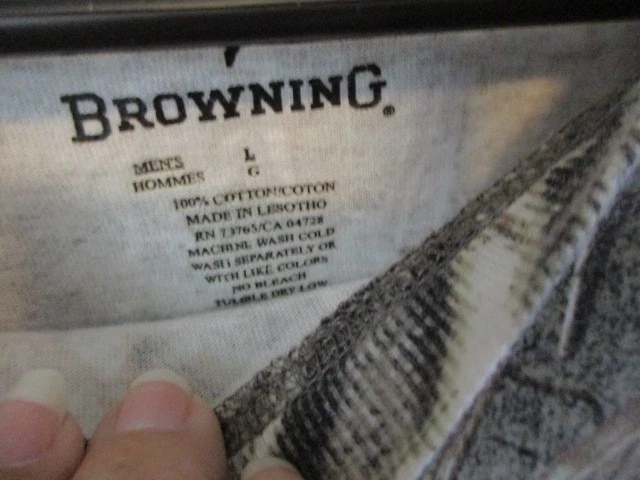 BROWNING®
MEN'S L
HOMMES G
100% COTTON/COTON
MADE IN LESOTHO
RN 73765/CA 04728
MACHINE WASH COLD
WASH SEPARATELY OR
WITH LIKE COLORS
NO BLEACH
TUMBLE DRY LOW